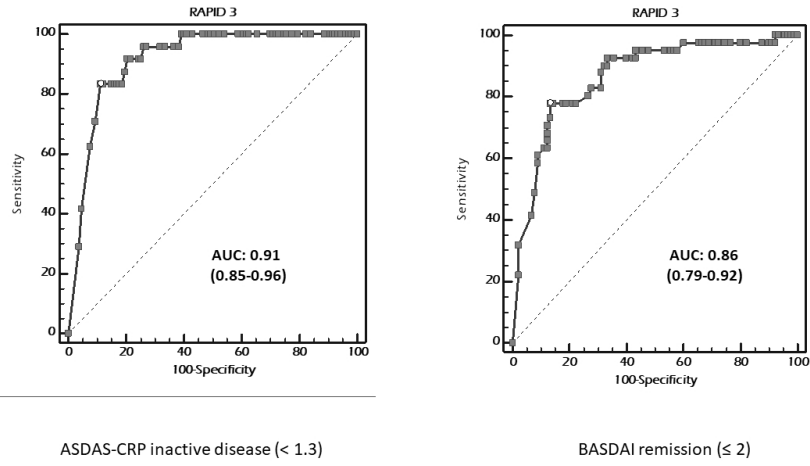 RAPID 3
100
80
60
40
20
0
Sensitivity
AUC: 0.91
(0.85-0.96)
0 20 40 60 80 100
100-Specificity
ASDAS-CRP inactive disease (< 1.3)
RAPID 3
100
80
60
40
20
0
Sensitivity
AUC: 0.86
(0.79-0.92)
0 20 40 60 80 100
100-Specificity
BASDAI remission (≤ 2)